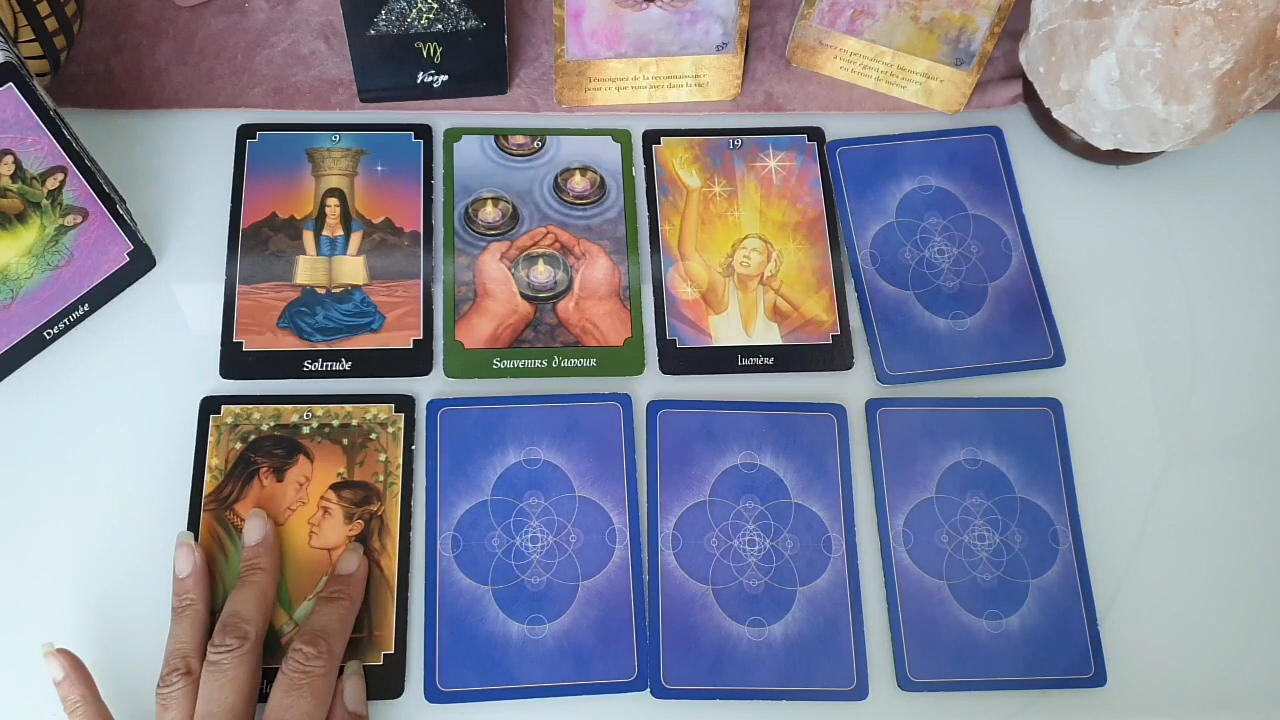 ♍
Vierge
Témoignez de la reconnaissance
pour ce que vous avez dans la vie !
Soyez en permanence bienveillant·e
à votre égard et les autres
en feront de même.
Destinée
9
Solitude
6
Souvenirs d'amour
19
Lumière
6